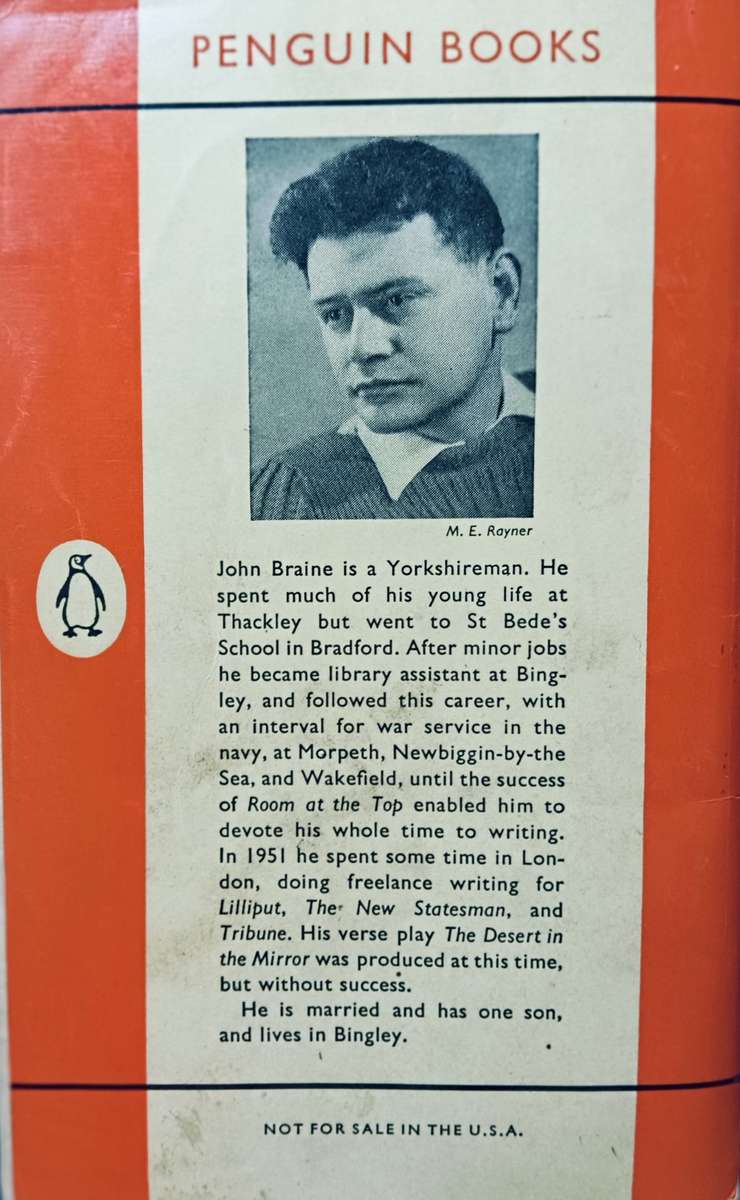 PENGUIN BOOKS
M. E. Rayner
John Braine is a Yorkshireman. He
spent much of his young life at
Thackley but went to St Bede's
School in Bradford. After minor jobs
he became library assistant at Bing-
ley, and followed this career, with
an interval for war service in the
navy, at Morpeth, Newbiggin-by-the
Sea, and Wakefield, until the success
of Room at the Top enabled him to
devote his whole time to writing.
In 1951 he spent some time in Lon-
don, doing freelance writing for
Lilliput, The New Statesman, and
Tribune. His verse play The Desert in
the Mirror was produced at this time,
but without success.
He is married and has one son,
and lives in Bingley.
NOT FOR SALE IN THE U.S.A.